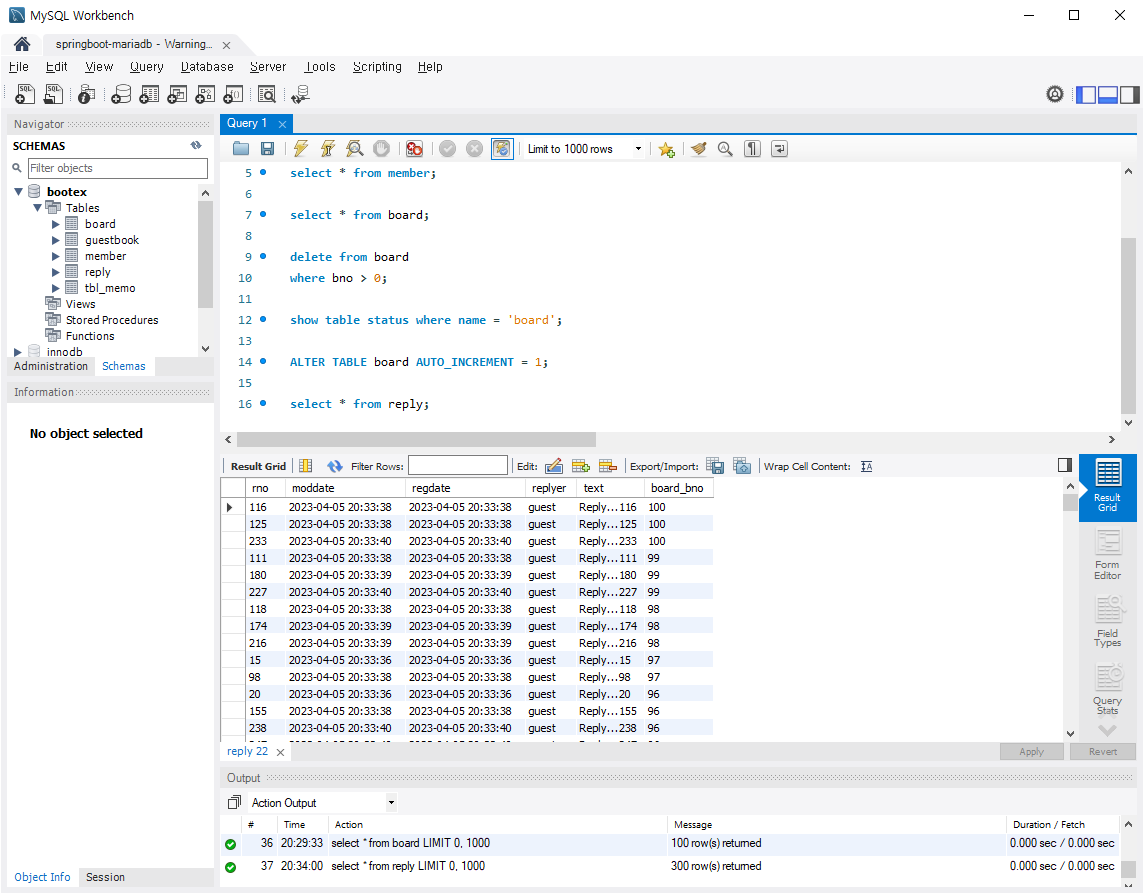 MySQL Workbench
springboot-mariadb - Warning...
File Edit View Query Database Server Tools Scripting Help
Navigator
SCHEMAS
Filter objects
bootex
Tables
board
guestbook
member
reply
tbl_memo
Views
Stored Procedures
Functions
innodb
Administration Schemas
Information
No object selected
Object Info Session
Query 1
Limit to 1000 rows
5 select * from member;
6
7 select * from board;
8
9 delete from board
10 where bno > 0;
11
12 show table status where name = 'board';
13
14 ALTER TABLE board AUTO_INCREMENT = 1;
15
16 select * from reply;
Result Grid Filter Rows: Edit: Export/Import: Wrap Cell Content:
rno moddate regdate replyer text board_bno
116 2023-04-05 20:33:38 2023-04-05 20:33:38 guest Reply...116 100
125 2023-04-05 20:33:38 2023-04-05 20:33:38 guest Reply...125 100
233 2023-04-05 20:33:40 2023-04-05 20:33:40 guest Reply...233 100
111 2023-04-05 20:33:38 2023-04-05 20:33:38 guest Reply...111 99
180 2023-04-05 20:33:39 2023-04-05 20:33:39 guest Reply...180 99
227 2023-04-05 20:33:40 2023-04-05 20:33:40 guest Reply...227 99
118 2023-04-05 20:33:38 2023-04-05 20:33:38 guest Reply...118 98
174 2023-04-05 20:33:39 2023-04-05 20:33:39 guest Reply...174 98
216 2023-04-05 20:33:39 2023-04-05 20:33:39 guest Reply...216 98
15 2023-04-05 20:33:36 2023-04-05 20:33:36 guest Reply...15 97
98 2023-04-05 20:33:38 2023-04-05 20:33:38 guest Reply...98 97
20 2023-04-05 20:33:36 2023-04-05 20:33:36 guest Reply...20 96
155 2023-04-05 20:33:38 2023-04-05 20:33:38 guest Reply...155 96
238 2023-04-05 20:33:40 2023-04-05 20:33:40 guest Reply...238 96
Result
Grid
Form
Editor
Field
Types
Query
Stats
reply 22
Apply Revert
Output
Action Output
# Time Action Message Duration / Fetch
36 20:29:33 select * from board LIMIT 0, 1000 100 row(s) returned 0.000 sec / 0.000 sec
37 20:34:00 select * from reply LIMIT 0, 1000 300 row(s) returned 0.000 sec / 0.000 sec